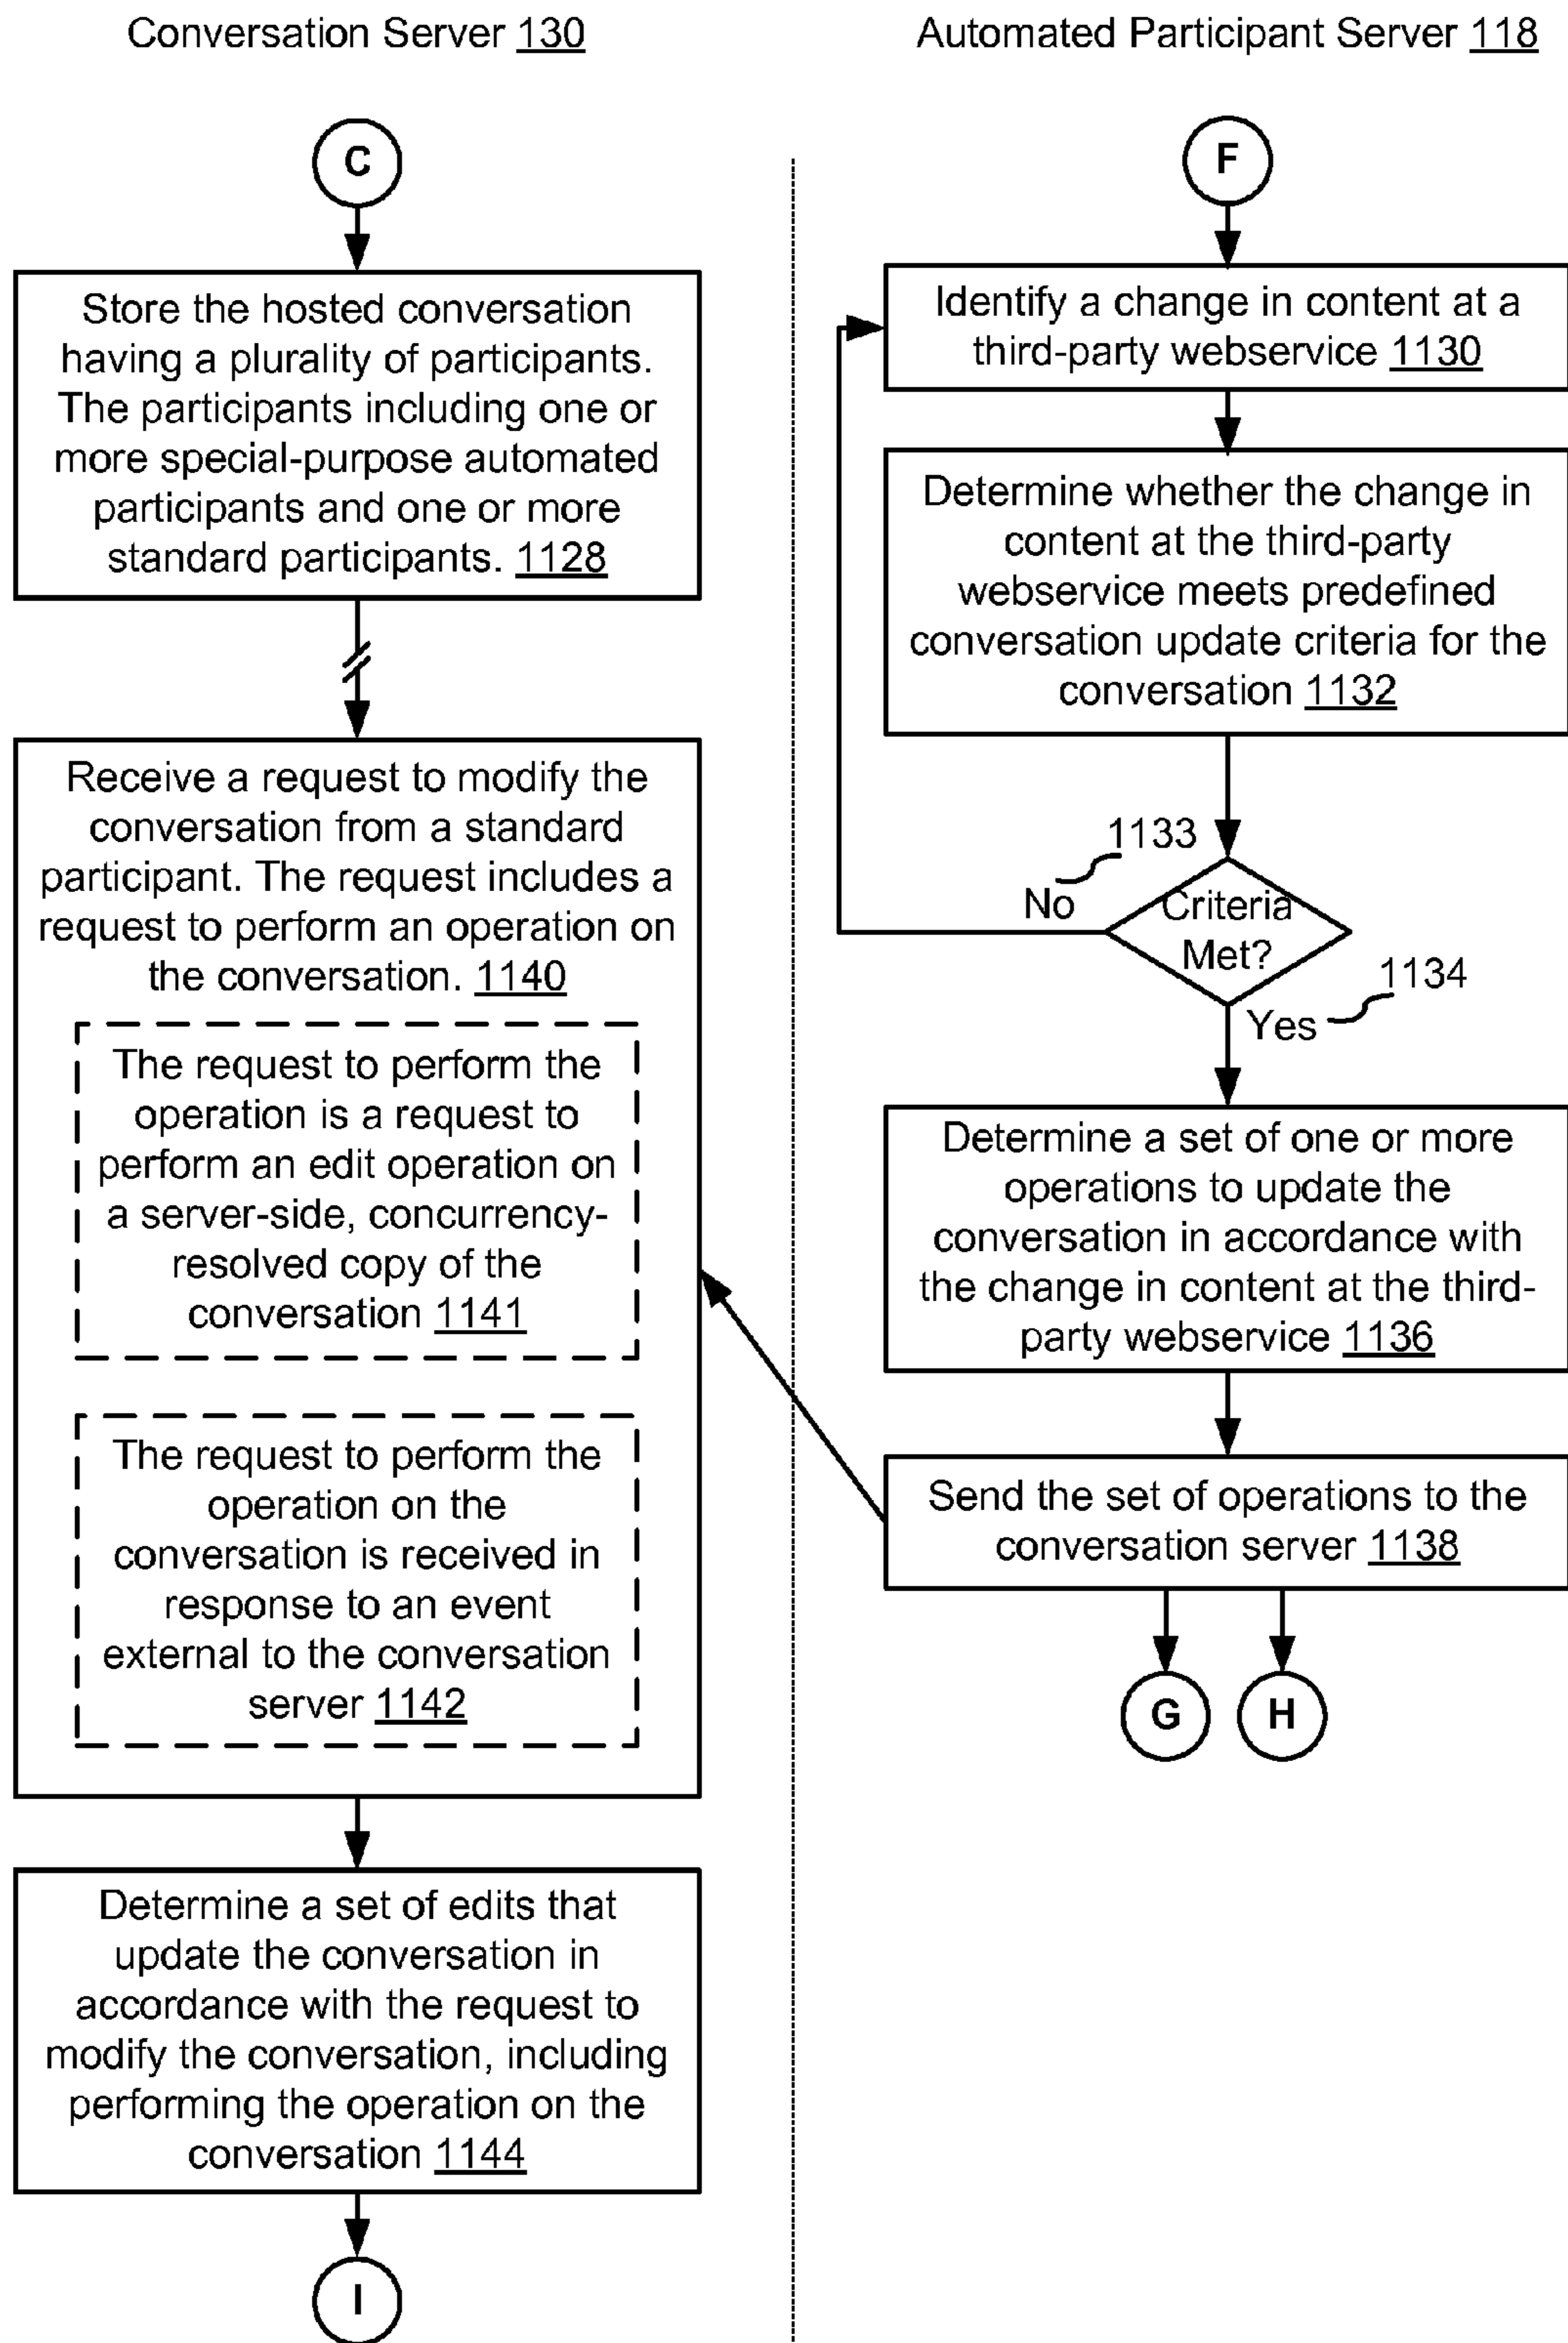 Conversation Server 130
C
Store the hosted conversation
having a plurality of participants.
The participants including one or
more special-purpose automated
participants and one or more
standard participants. 1128
Receive a request to modify the
conversation from a standard
participant. The request includes a
request to perform an operation on
the conversation. 1140
The request to perform the
operation is a request to
perform an edit operation on
a server-side, concurrency-
resolved copy of the
conversation 1141
The request to perform the
operation on the
conversation is received in
response to an event
external to the conversation
server 1142
Determine a set of edits that
update the conversation in
accordance with the request to
modify the conversation, including
performing the operation on the
conversation 1144
I
Automated Participant Server 118
F
Identify a change in content at a
third-party webservice 1130
Determine whether the change in
content at the third-party
webservice meets predefined
conversation update criteria for the
conversation 1132
1133
No
Criteria
Met?
1134
Yes
Determine a set of one or more
operations to update the
conversation in accordance with
the change in content at the third-
party webservice 1136
Send the set of operations to the
conversation server 1138
G
H